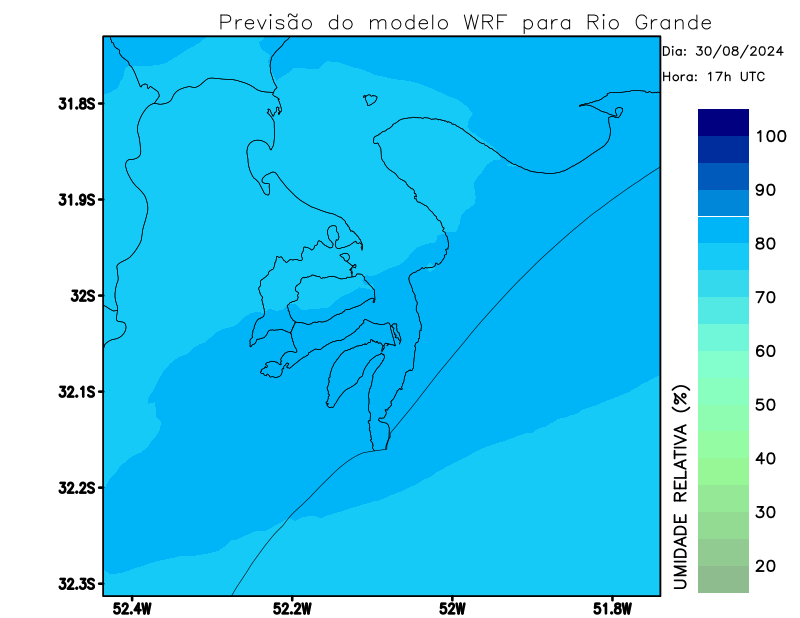 Previsão do modelo WRF para Rio Grande
Dia: 30/08/2024
Hora: 17h UTC
31.8S
31.9S
32S
32.1S
32.2S
32.3S
52.4W
52.2W
52W
51.8W
UMIDADE RELATIVA (%)
100
90
80
70
60
50
40
30
20